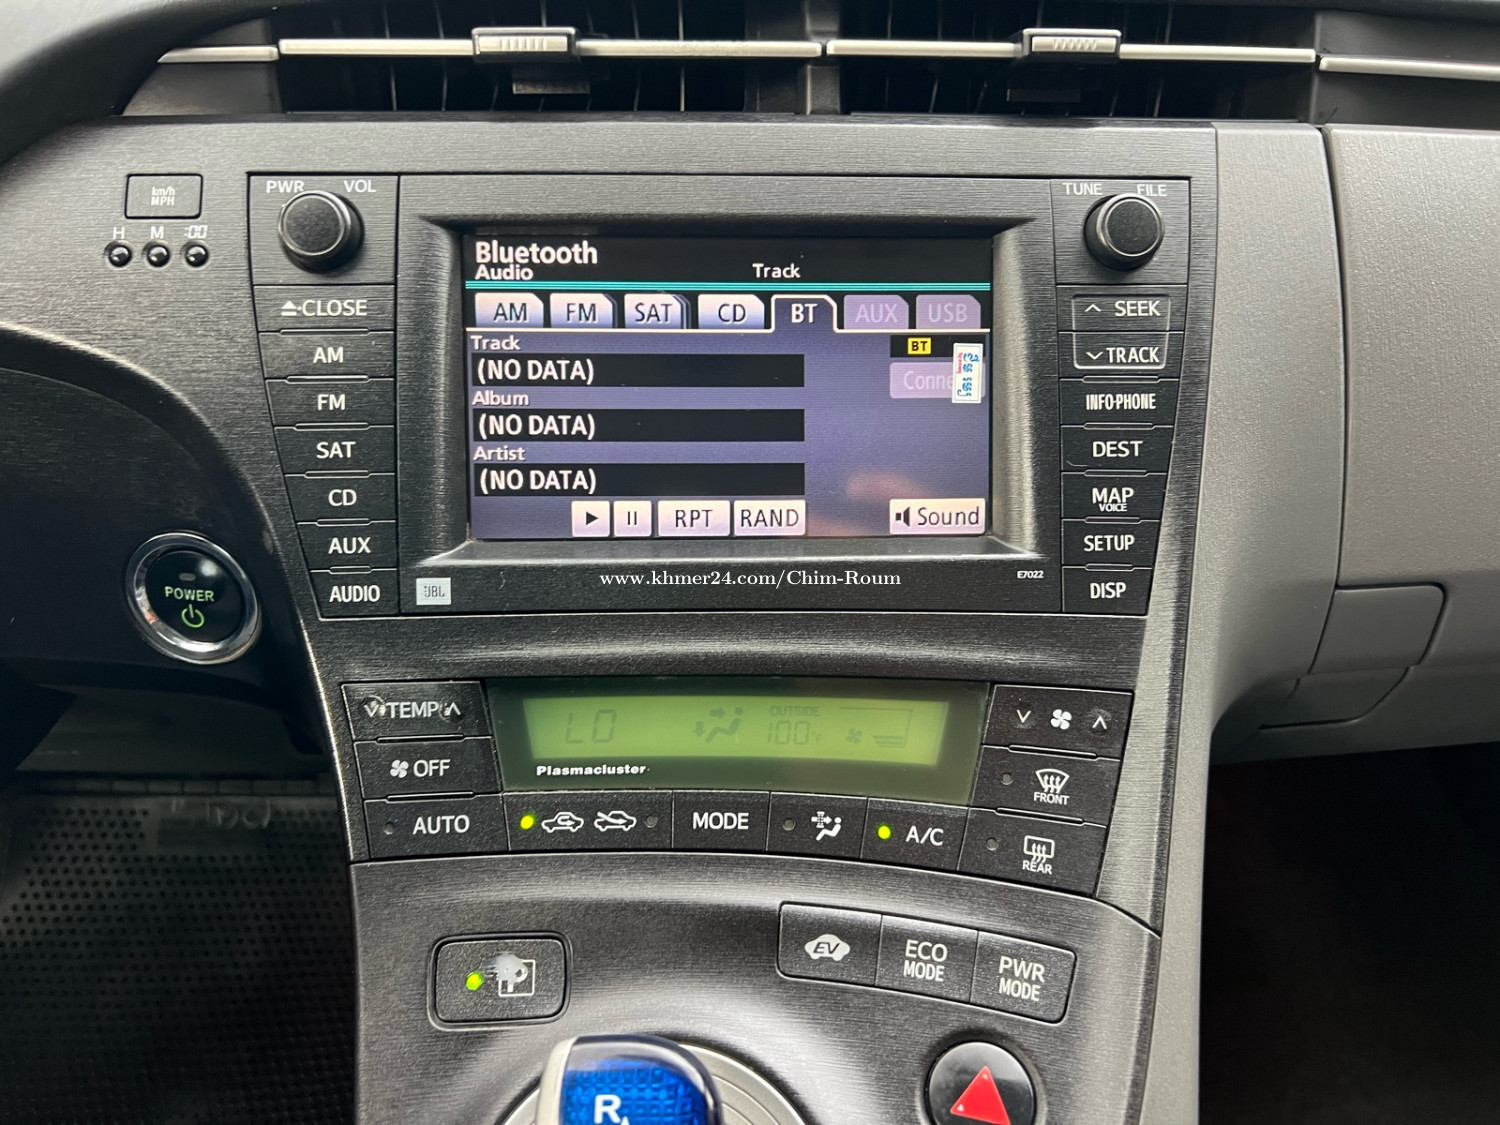 km/h
MPH
H M :00
PWR VOL
TUNE FILE
CLOSE
AM
FM
SAT
CD
AUX
AUDIO
Bluetooth
Audio
Track
AM FM SAT CD BT AUX USB
Track
(NO DATA)
Album
(NO DATA)
Artist
(NO DATA)
BT
RPT RAND
Sound
SEEK
TRACK
INFO·PHONE
DEST
MAP
VOICE
SETUP
DISP
JBL
www.khmer24.com/Chim-Roum
E7022
POWER
TEMP
OFF
AUTO
LO
OUTSIDE
100°F
Plasmacluster
FRONT
MODE
A/C
REAR
EV
ECO
MODE
PWR
MODE
P
R